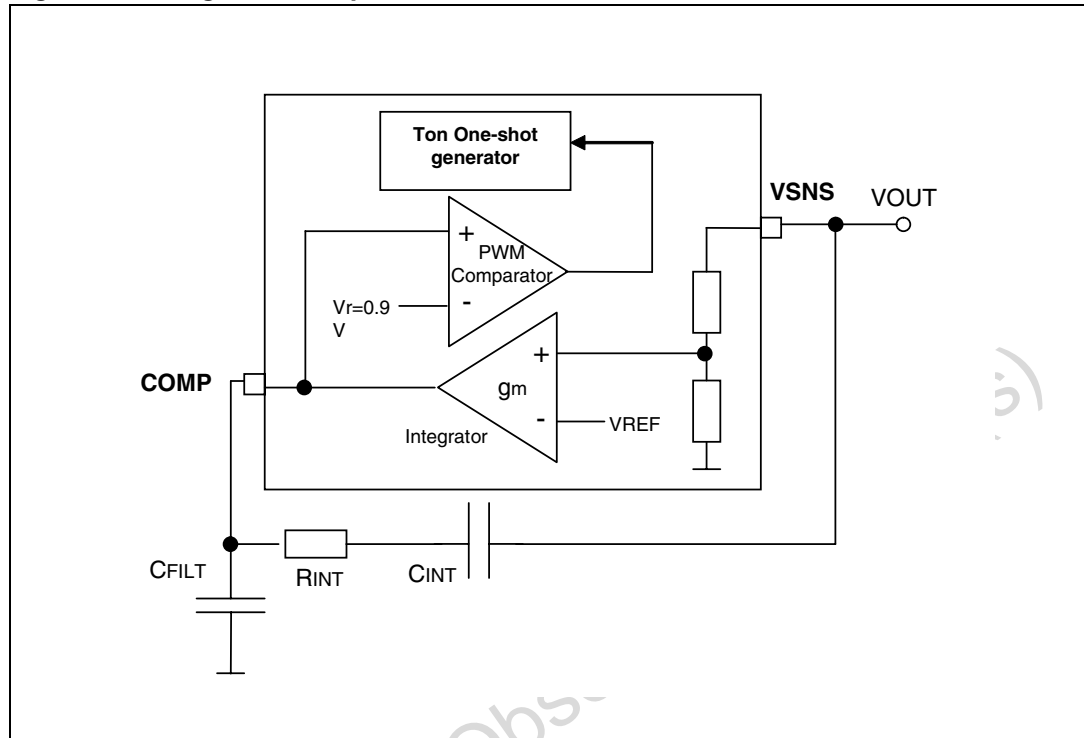 Ton One-shot
generator
VSNS
VOUT
+
PWM
Comparator
-
Vr=0.9
V
COMP
+
gm
-
VREF
Integrator
CFILT
RINT
CINT